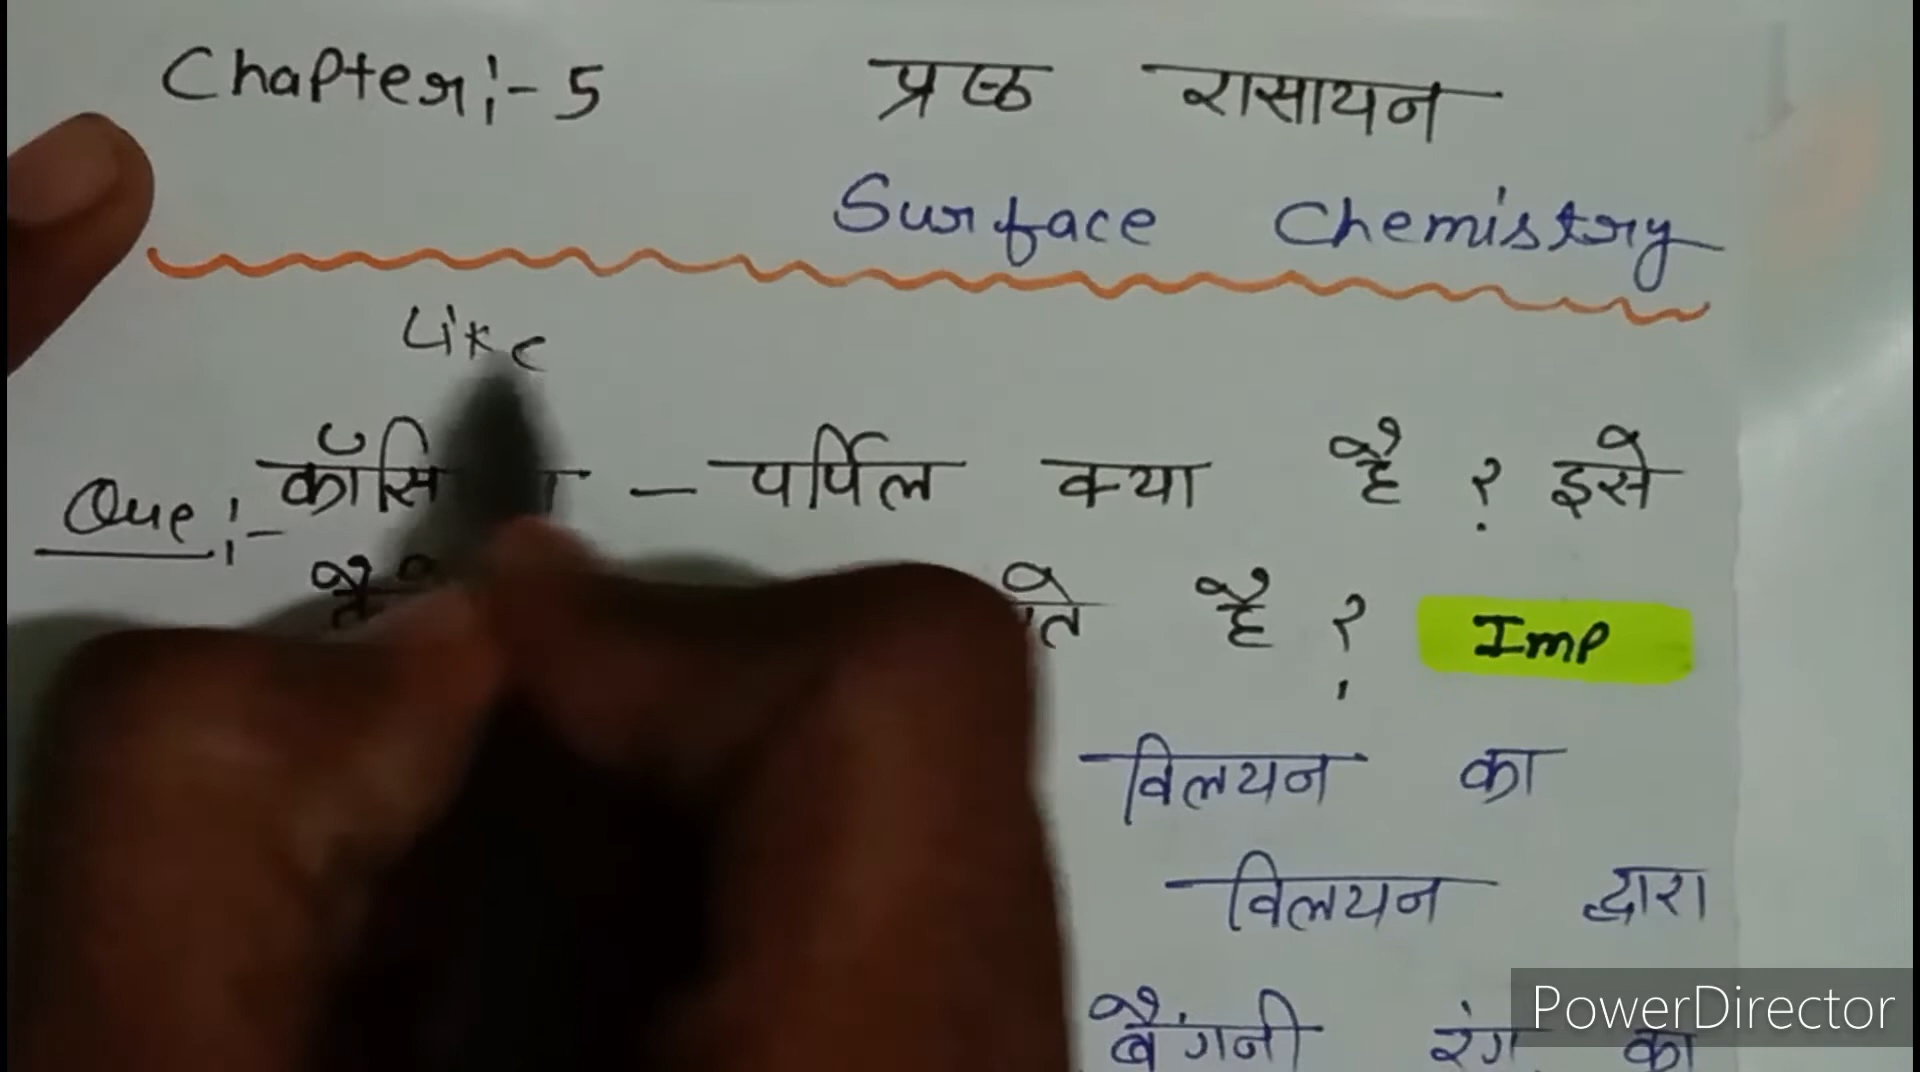 Chapter:- 5 प्रष्ठ रासायन
Surface Chemistry
Like
Que:- - पर्पिल क्या है ? इसे
है ? Imp
विलयन का
विलयन द्वारा
बैंगनी रंग का
PowerDirector